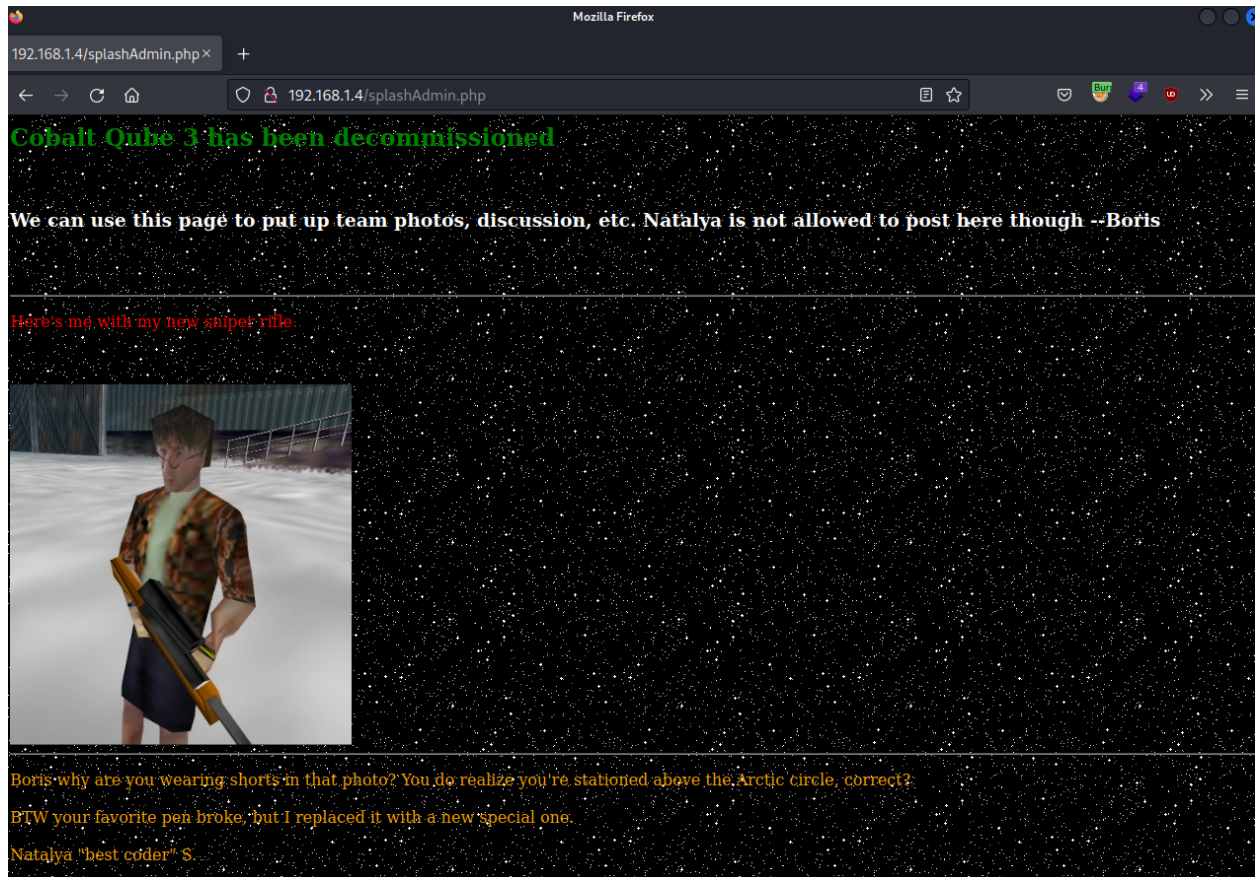 Mozilla Firefox
192.168.1.4/splashAdmin.php
192.168.1.4/splashAdmin.php
4
Cobalt Qube 3 has been decommissioned
We can use this page to put up team photos, discussion, etc. Natalya is not allowed to post here though --Boris
Here's me with my new sniper rifle.
Boris why are you wearing shorts in that photo? You do realize you're stationed above the Arctic circle, correct?
BTW your favorite pen broke, but I replaced it with a new special one.
Natalya "best coder" S.